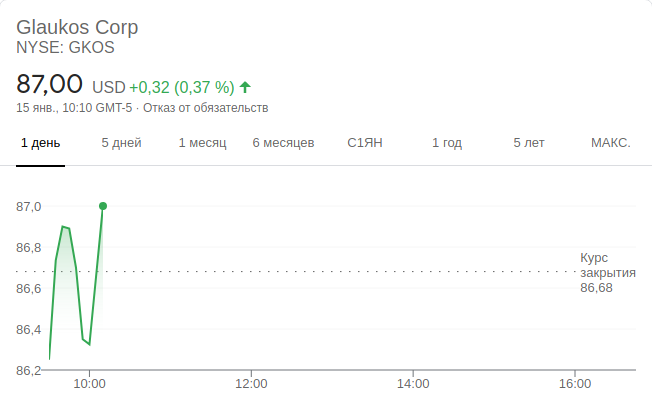 Glaukos Corp
NYSE: GKOS
87,00 USD +0,32 (0,37 %)
15 янв., 10:10 GMT-5 · Отказ от обязательств
1 день 5 дней 1 месяц 6 месяцев С1ЯН 1 год 5 лет МАКС.
87,0
86,8
Курс
закрытия
86,68
86,6
86,4
86,2
10:00 12:00 14:00 16:00